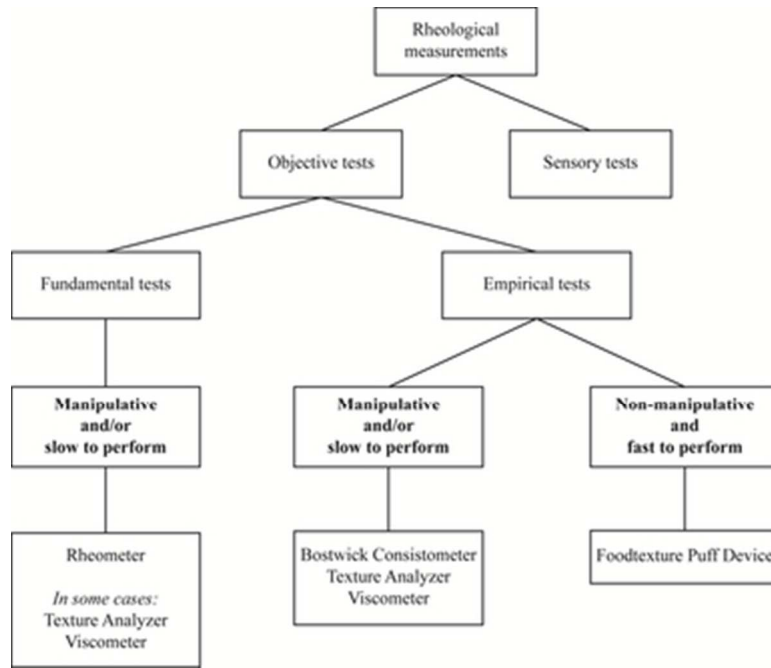 Rheological
measurements
Objective tests
Sensory tests
Fundamental tests
Empirical tests
Manipulative
and/or
slow to perform
Manipulative
and/or
slow to perform
Non-manipulative
and
fast to perform
Rheometer
In some cases:
Texture Analyzer
Viscometer
Bostwick Consistometer
Texture Analyzer
Viscometer
Foodtexture Puff Device